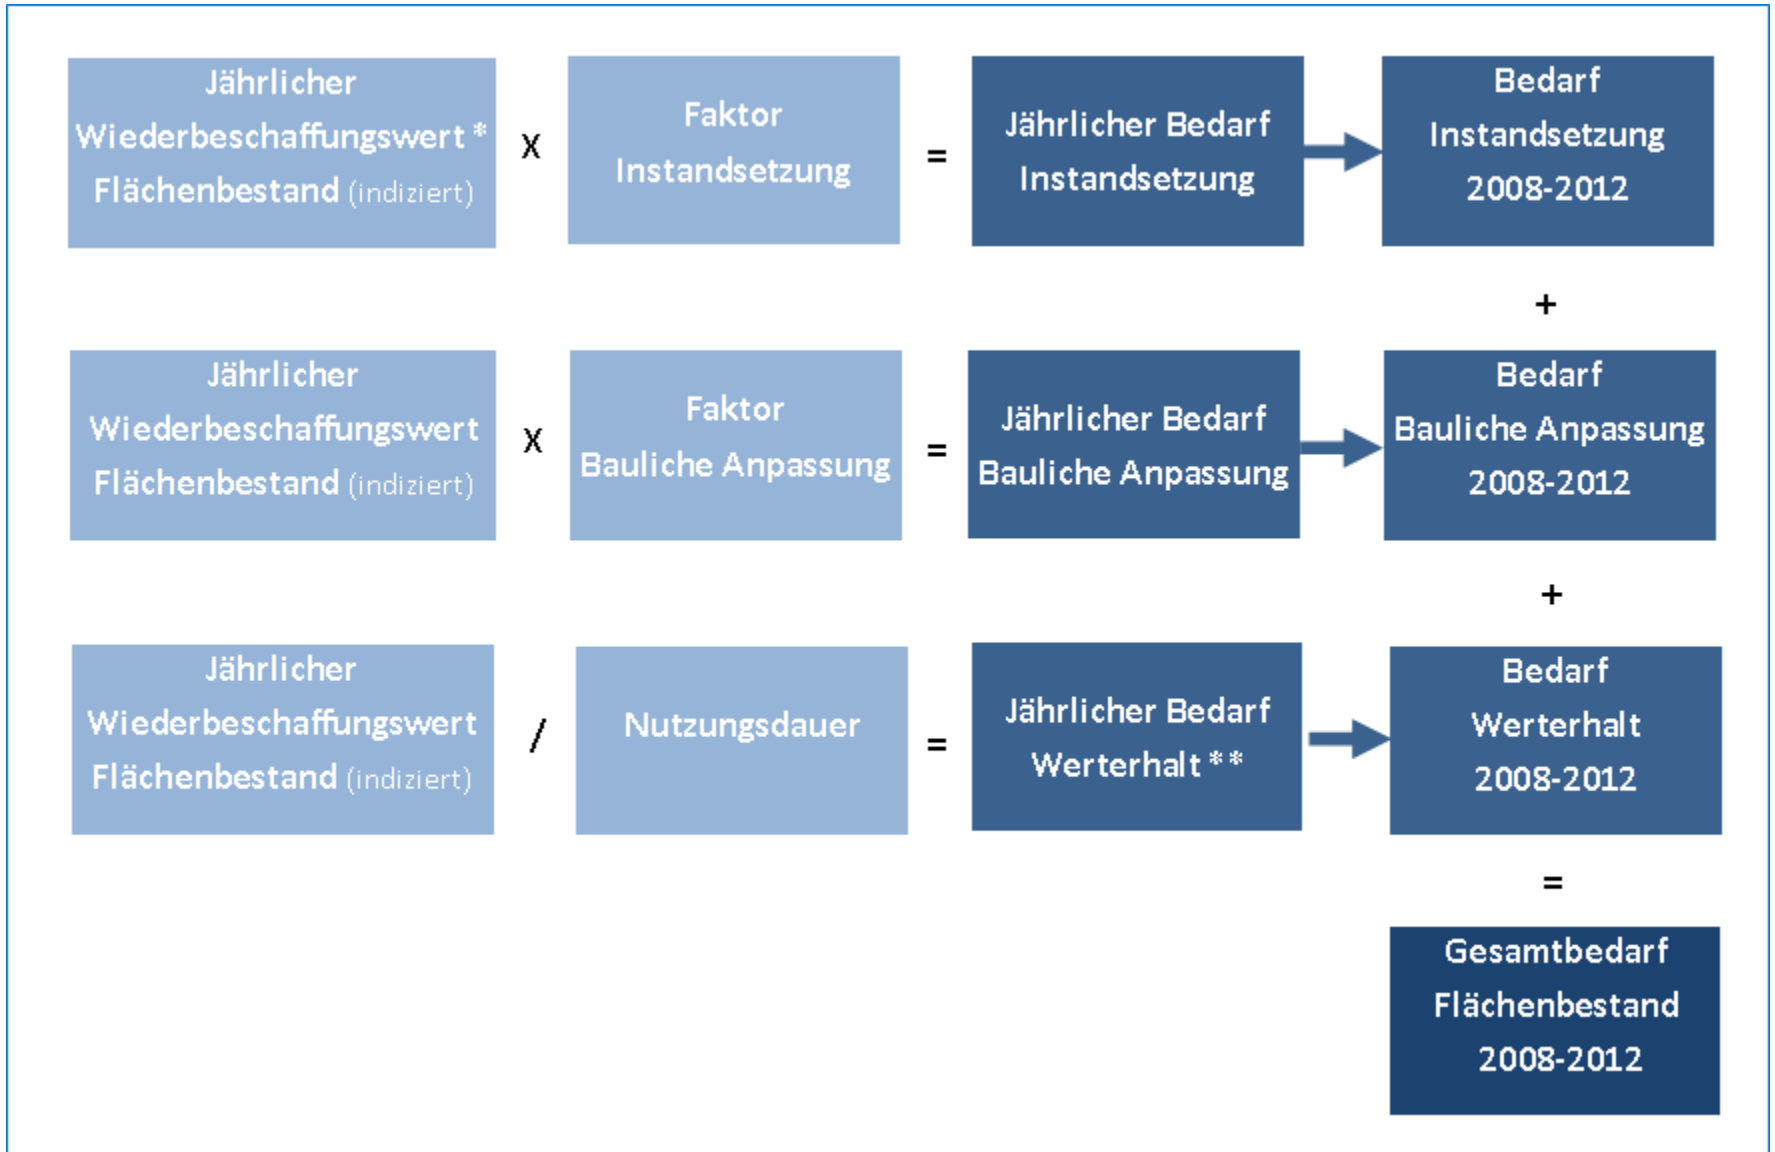 Jährlicher
Wiederbeschaffungswert *
Flächenbestand (indiziert)
X
Faktor
Instandsetzung
=
Jährlicher Bedarf
Instandsetzung
Bedarf
Instandsetzung
2008-2012
+
Jährlicher
Wiederbeschaffungswert
Flächenbestand (indiziert)
X
Faktor
Bauliche Anpassung
=
Jährlicher Bedarf
Bauliche Anpassung
Bedarf
Bauliche Anpassung
2008-2012
+
Jährlicher
Wiederbeschaffungswert
Flächenbestand (indiziert)
/
Nutzungsdauer
=
Jährlicher Bedarf
Werterhalt **
Bedarf
Werterhalt
2008-2012
=
Gesamtbedarf
Flächenbestand
2008-2012